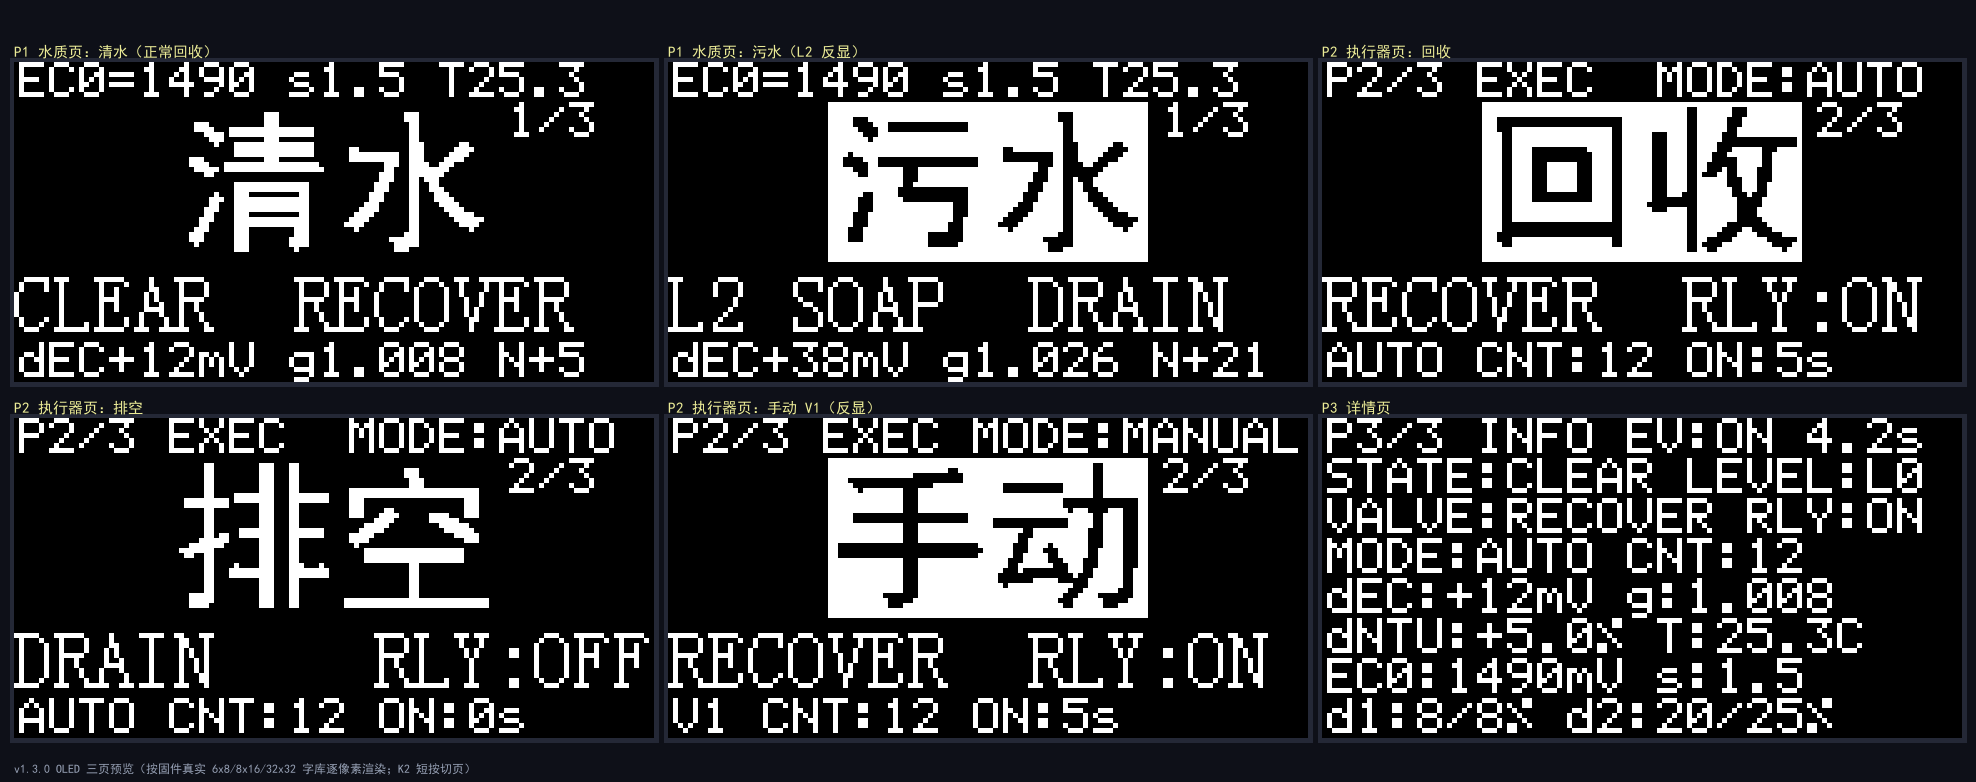 P1 水质页：清水（正常回收）
EC0=1490 s1.5 T25.3
1/3
清水
CLEAR RECOVER
dEC+12mV g1.008 N+5
P1 水质页：污水（L2 反显）
EC0=1490 s1.5 T25.3
1/3
污水
L2 SOAP DRAIN
dEC+38mV g1.026 N+21
P2 执行器页：回收
P2/3 EXEC MODE:AUTO
2/3
回收
RECOVER RLY:ON
AUTO CNT:12 ON:5s
P2 执行器页：排空
P2/3 EXEC MODE:AUTO
2/3
排空
DRAIN RLY:OFF
AUTO CNT:12 ON:0s
P2 执行器页：手动 V1（反显）
P2/3 EXEC MODE:MANUAL
2/3
手动
RECOVER RLY:ON
V1 CNT:12 ON:5s
P3 详情页
P3/3 INFO EV:ON 4.2s
STATE:CLEAR LEVEL:L0
VALVE:RECOVER RLY:ON
MODE:AUTO CNT:12
dEC:+12mV g:1.008
dNTU:+5.0% T:25.3C
EC0:1490mV s:1.5
d1:8/8% d2:20/25%
v1.3.0 OLED 三页预览（按固件真实 6x8/8x16/32x32 字库逐像素渲染；K2 短按切页）